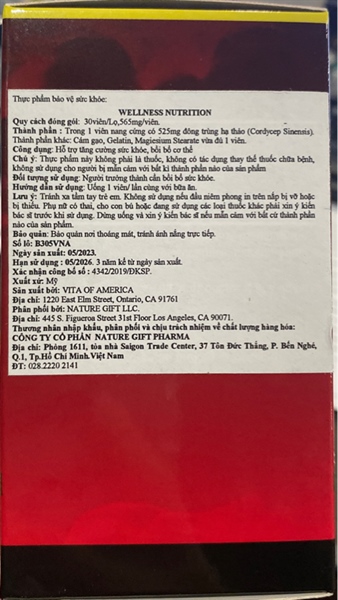 Thực phẩm bảo vệ sức khỏe:
WELLNESS NUTRITION
Quy cách đóng gói: 30viên/Lọ,565mg/viên.
Thành phần : Trong 1 viên nang cứng có 525mg đông trùng hạ thảo (Cordycep Sinensis).
Thành phần khác: Cám gạo, Gelatin, Magiesium Stearate vừa đủ 1 viên.
Công dụng: Hỗ trợ tăng cường sức khỏe, bồi bổ cơ thể
Chú ý: Thực phẩm này không phải là thuốc, không có tác dụng thay thế thuốc chữa bệnh,
không sử dụng cho người bị mẫn cảm với bất kì thành phần nào của sản phẩm
Đối tượng sử dụng: Người trưởng thành cần bồi bổ sức khỏe.
Hướng dẫn sử dụng: Uống 1 viên/ lần cùng với bữa ăn.
Lưu ý: Tránh xa tầm tay trẻ em. Không sử dụng nếu dấu niêm phong in trên nắp bị vỡ hoặc
bị thiếu. Phụ nữ có thai, cho con bú hoặc đang sử dụng các loại thuốc khác phải xin ý kiến
bác sĩ trước khi sử dụng. Dừng uống và xin ý kiến bác sĩ nếu mẫn cảm với bất cứ thành phần
nào của sản phẩm.
Bảo quản: Bảo quản nơi thoáng mát, tránh ánh nắng trực tiếp.
Số lô: B305VNA
Ngày sản xuất: 05/2023.
Hạn sử dụng : 05/2026. 3 năm kể từ ngày sản xuất.
Xác nhận công bố số : 4342/2019/ĐKSP.
Xuất xứ: Mỹ
Sản xuất bởi: VITA OF AMERICA
Địa chỉ: 1220 East Elm Street, Ontario, CA 91761
Phân phối bởi: NATURE GIFT LLC.
Địa chỉ: 445 S. Figueroa Street 31st Floor Los Angeles, CA 90071.
Thương nhân nhập khẩu, phân phối và chịu trách nhiệm về chất lượng hàng hóa:
CÔNG TY CỔ PHẦN NATURE GIFT PHARMA
Địa chỉ: Phòng 1611, tòa nhà Saigon Trade Center, 37 Tôn Đức Thắng, P. Bến Nghé,
Q.1, Tp.Hồ Chí Minh.Việt Nam
ĐT: 028.2220 2141